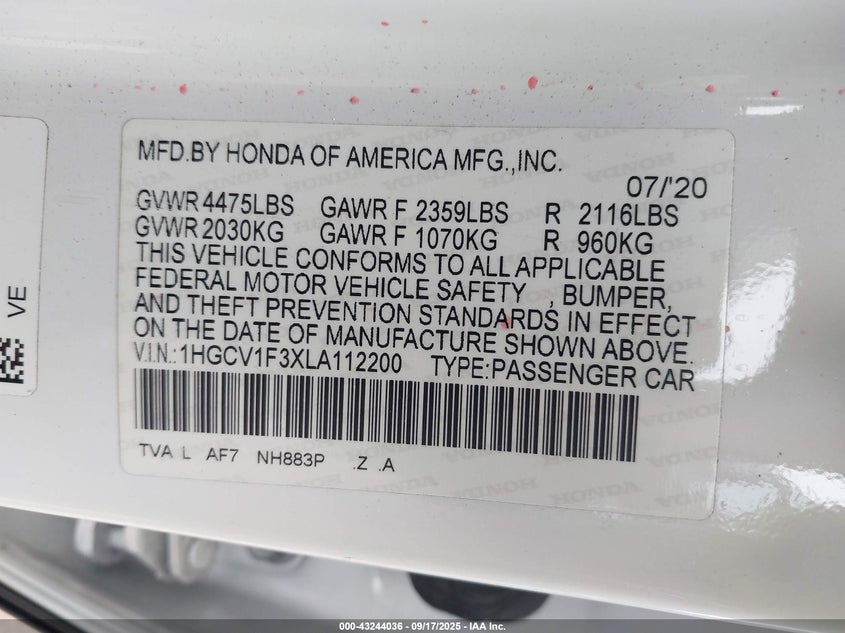 MFD.BY HONDA OF AMERICA MFG.,INC.
07/'20
GVWR 4475LBS GAWR F 2359LBS R 2116LBS
GVWR 2030KG GAWR F 1070KG R 960KG
THIS VEHICLE CONFORMS TO ALL APPLICABLE
FEDERAL MOTOR VEHICLE SAFETY , BUMPER,
AND THEFT PREVENTION STANDARDS IN EFFECT
ON THE DATE OF MANUFACTURE SHOWN ABOVE.
V.I.N.:1HGCV1F3XLA112200 TYPE:PASSENGER CAR
TVA L AF7 NH883P .Z .A
VE
HONDA HONDA HONDA
000-43244036 - 09/17/2025 - IAA Inc.